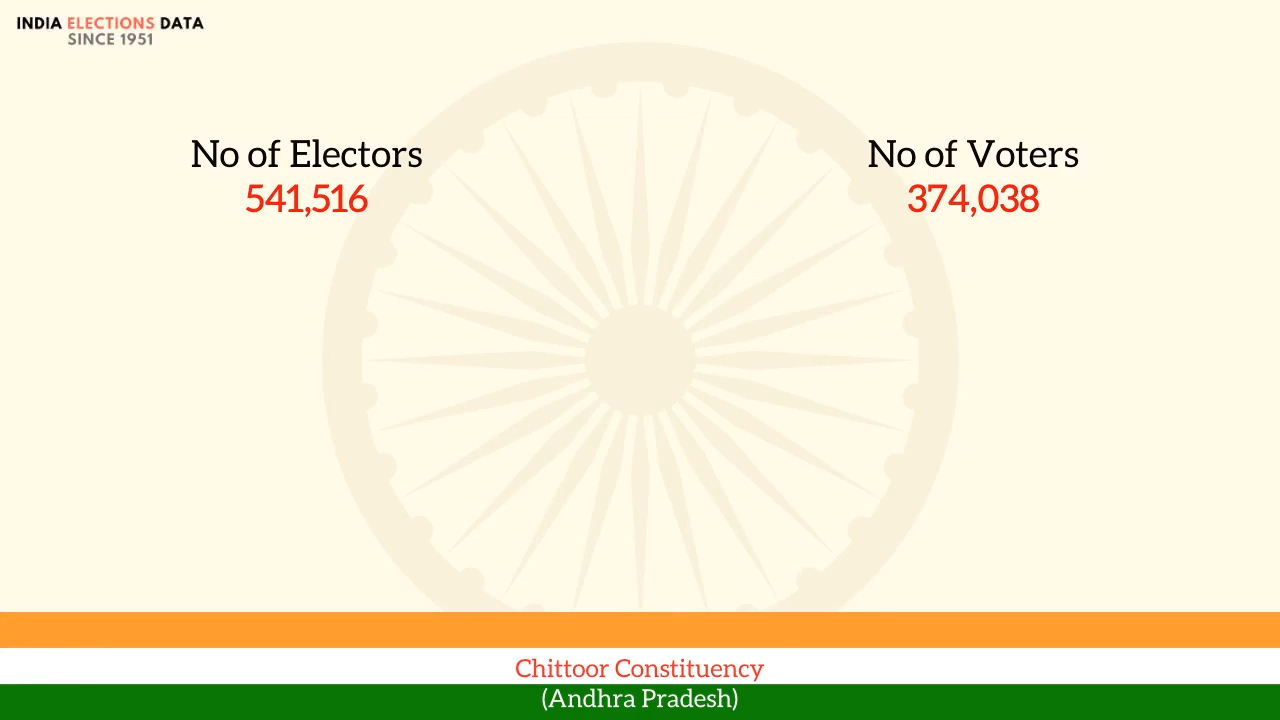 INDIA ELECTIONS DATA
SINCE 1951
No of Electors
541,516
No of Voters
374,038
Chittoor Constituency
(Andhra Pradesh)